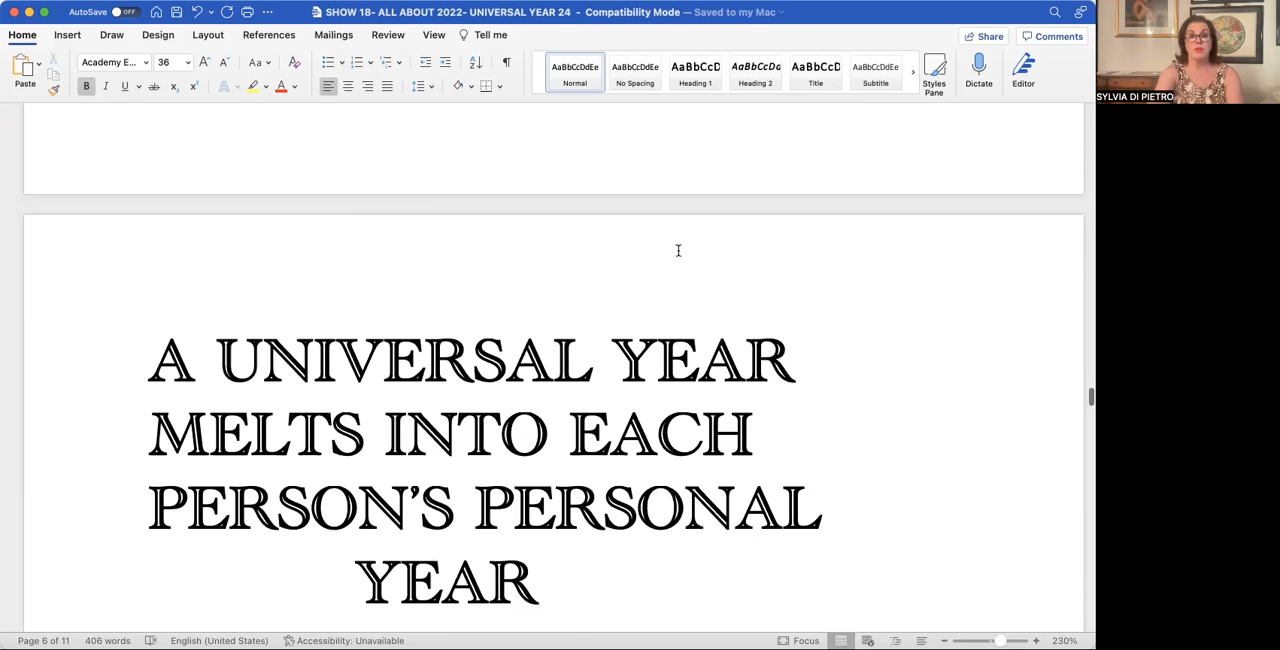 AutoSave OFF SHOW 18- ALL ABOUT 2022- UNIVERSAL YEAR 24 - Compatibility Mode — Saved to my Mac
Home Insert Draw Design Layout References Mailings Review View Tell me Share Comments
Academy E... 36 Aa
Paste
AaBbCcDdEe AaBbCcDdEe AaBbCcD AaBbCcDd AaBbCcD AaBbCcDdEe
Normal No Spacing Heading 1 Heading 2 Title Subtitle
Styles Pane Dictate Editor
SYLVIA DI PIETRO
A UNIVERSAL YEAR
MELTS INTO EACH
PERSON'S PERSONAL
YEAR
Page 6 of 11 406 words English (United States) Accessibility: Unavailable Focus 230%